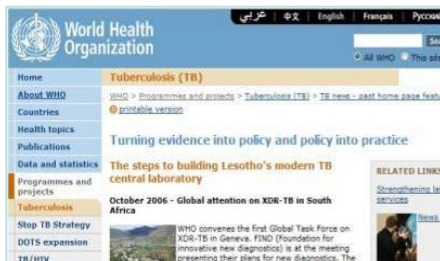 عربي 中文 English Français Русский
World Health
Organization
All WHO This site
Home
About WHO
Countries
Health topics
Publications
Data and statistics
Programmes and
projects
Tuberculosis
Stop TB Strategy
DOTS expansion
TB/HIV
Tuberculosis (TB)
WHO > Programmes and projects > Tuberculosis (TB) > TB news - past home page featu
printable version
Turning evidence into policy and policy into practice
The steps to building Lesotho's modern TB
central laboratory
October 2006 - Global attention on XDR-TB in South
Africa
WHO convenes the first Global Task Force on
XDR-TB in Geneva. FIND (Foundation for
innovative new diagnostics) is at the meeting
presenting their plans for new diagnostics. The
RELATED LINKS
Strengthening la
services
News